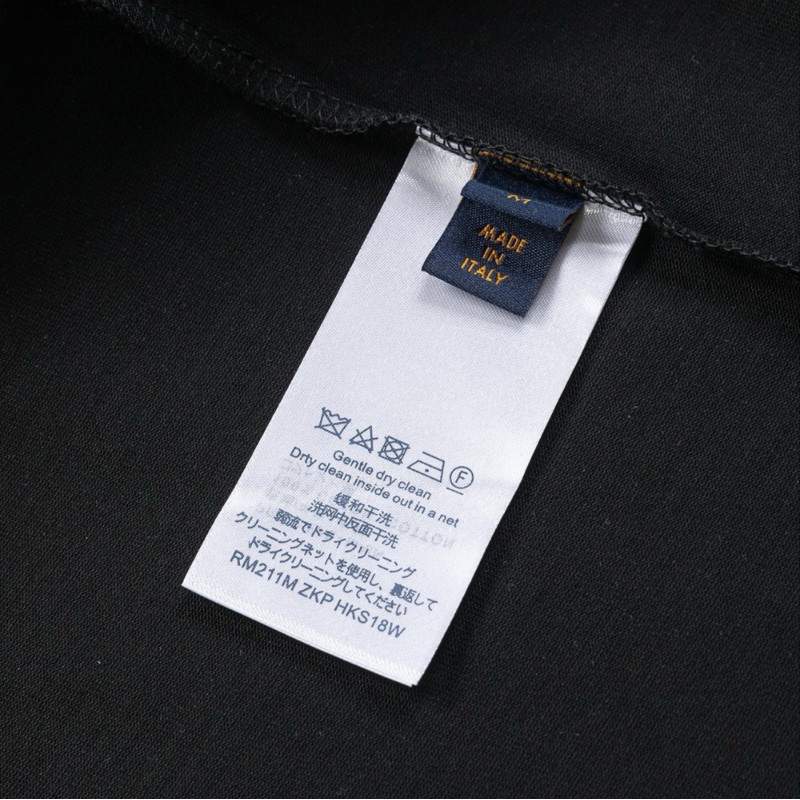 M
MADE
IN
ITALY
F
Gentle dry clean
Drty clean inside out in a net
缓和干洗
洗网中反面干洗
弱流でドライクリーニング
クリーニングネットを使用し、裏返して
ドライクリーニングしてください
RM211M ZKP HKS18W